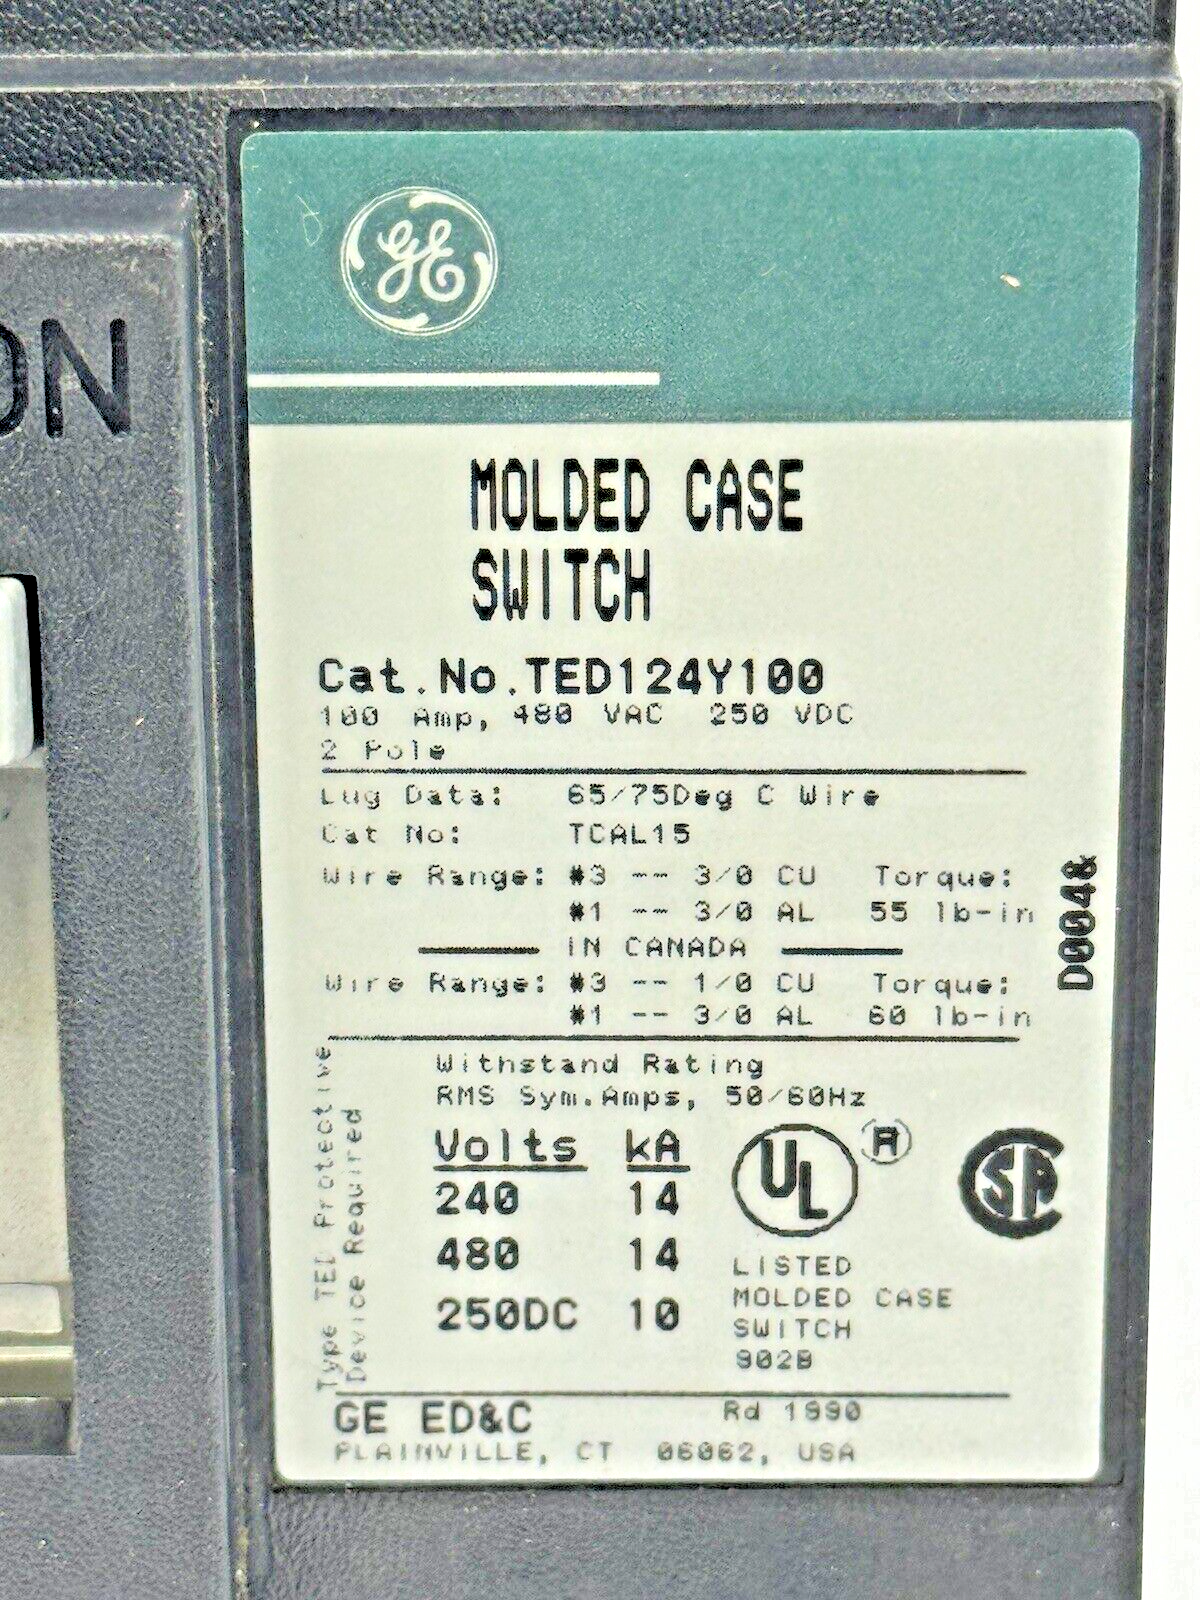 ON
GE
MOLDED CASE
SWITCH
Cat.No.TED124Y100
100 Amp, 480 VAC 250 VDC
2 Pole
Lug Data: 65/75Deg C Wire
Cat No: TCAL15
Wire Range: #3 -- 3/0 CU Torque:
#1 -- 3/0 AL 55 lb-in
IN CANADA
Wire Range: #3 -- 1/0 CU Torque:
#1 -- 3/0 AL 60 lb-in
D004&
Type TED Protective
Device Required
Withstand Rating
RMS Sym.Amps, 50/60Hz
Volts kA
240 14
480 14
250DC 10
UL ®
LISTED
MOLDED CASE
SWITCH
902B
CSA
GE ED&C Rd 1990
PLAINVILLE, CT 06062, USA